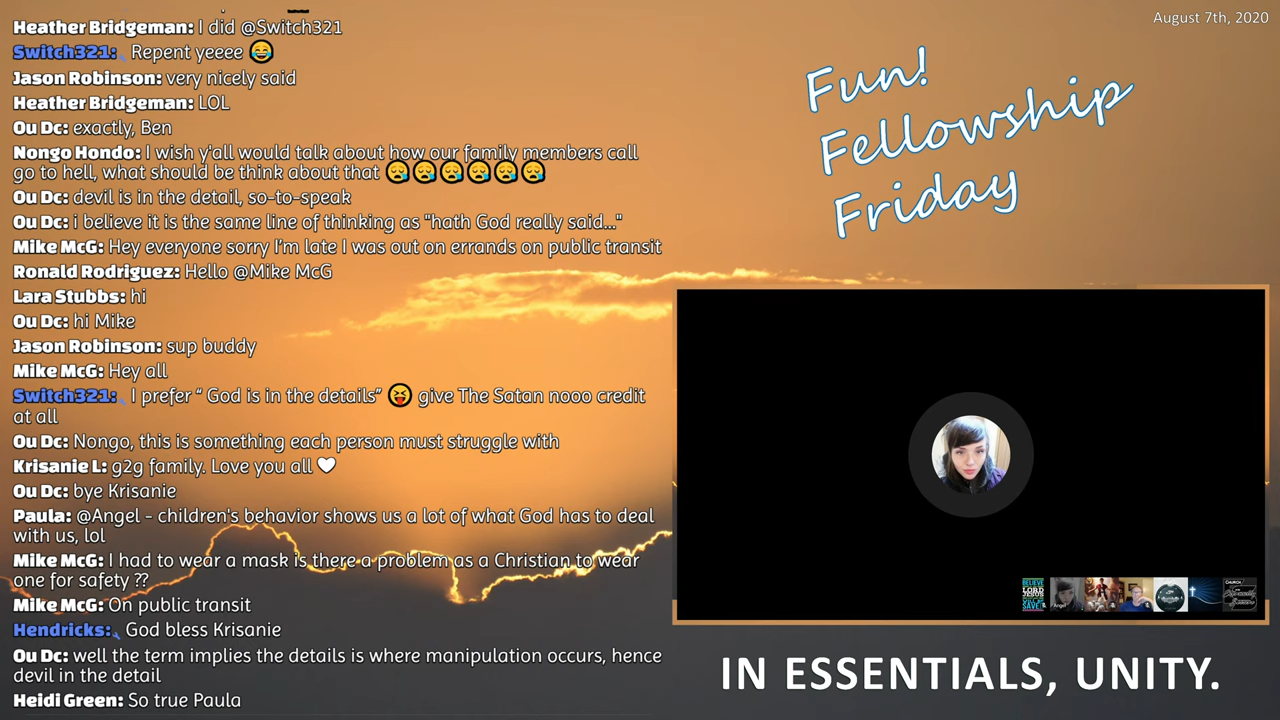 Heather Bridgeman: I did @Switch321
Switch321: Repent yeeee 😂
Jason Robinson: very nicely said
Heather Bridgeman: LOL
Ou Dc: exactly, Ben
Nongo Hondo: I wish y'all would talk about how our family members call
go to hell, what should be think about that 😪😪😪😪😪😪
Ou Dc: devil is in the detail, so-to-speak
Ou Dc: i believe it is the same line of thinking as "hath God really said..."
Mike McG: Hey everyone sorry I'm late I was out on errands on public transit
Ronald Rodriguez: Hello @Mike McG
Lara Stubbs: hi
Ou Dc: hi Mike
Jason Robinson: sup buddy
Mike McG: Hey all
Switch321: I prefer “ God is in the details” 😝 give The Satan nooo credit
at all
Ou Dc: Nongo, this is something each person must struggle with
Krisanie L: g2g family. Love you all 🤍
Ou Dc: bye Krisanie
Paula: @Angel - children's behavior shows us a lot of what God has to deal
with us, lol
Mike McG: I had to wear a mask is there a problem as a Christian to wear
one for safety ??
Mike McG: On public transit
Hendricks: God bless Krisanie
Ou Dc: well the term implies the details is where manipulation occurs, hence
devil in the detail
Heidi Green: So true Paula
August 7th, 2020
Fun!
Fellowship
Friday
BELIEVE
LORD
JESUS
SAVE
Angel
CHURCH
IN ESSENTIALS, UNITY.